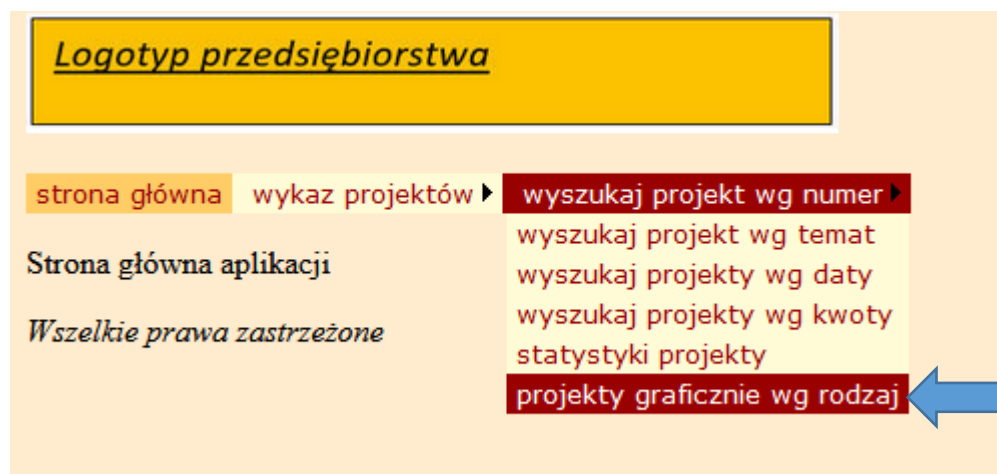 Logotyp przedsiębiorstwa
strona główna wykaz projektów wyszukaj projekt wg numer
wyszukaj projekt wg temat
wyszukaj projekty wg daty
wyszukaj projekty wg kwoty
statystyki projekty
projekty graficznie wg rodzaj
Strona główna aplikacji
Wszelkie prawa zastrzeżone